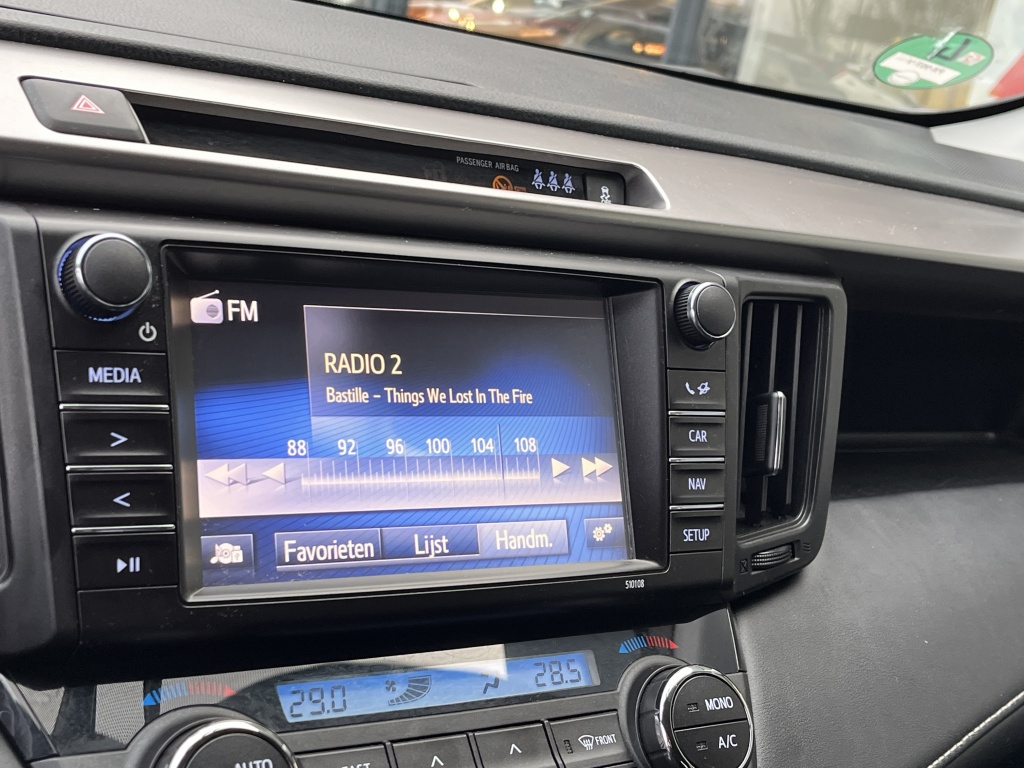 PASSENGER AIR BAG
FM
RADIO 2
Bastille – Things We Lost In The Fire
88 92 96 100 104 108
Favorieten Lijst Handm.
MEDIA
>
<
CAR
NAV
SETUP
510108
29.0 28.5
AUTO
FRONT
MONO
A/C